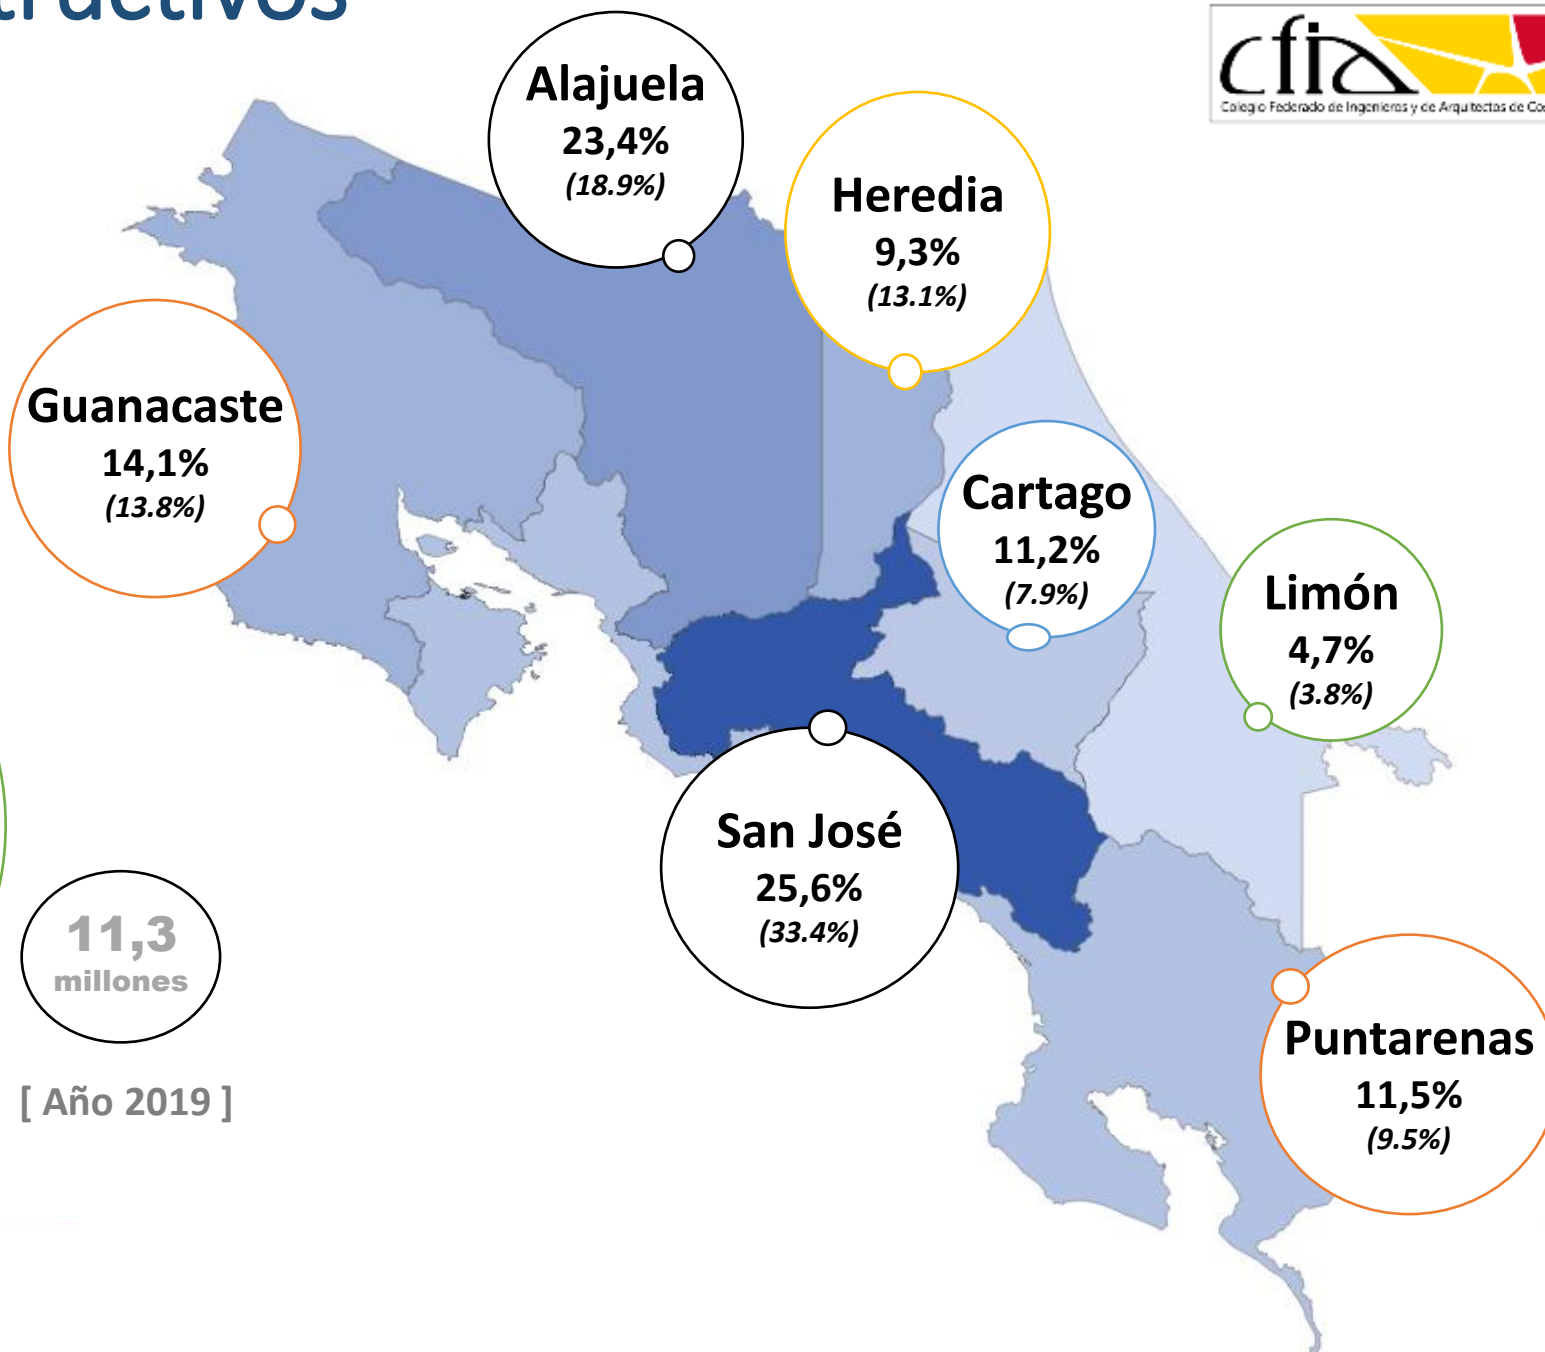 cfia
Colegio Federado de Ingenieros y de Arquitectos de
Alajuela
23,4%
(18.9%)
Heredia
9,3%
(13.1%)
Guanacaste
14,1%
(13.8%)
Cartago
11,2%
(7.9%)
Limón
4,7%
(3.8%)
San José
25,6%
(33.4%)
11,3
millones
[ Año 2019 ]
Puntarenas
11,5%
(9.5%)